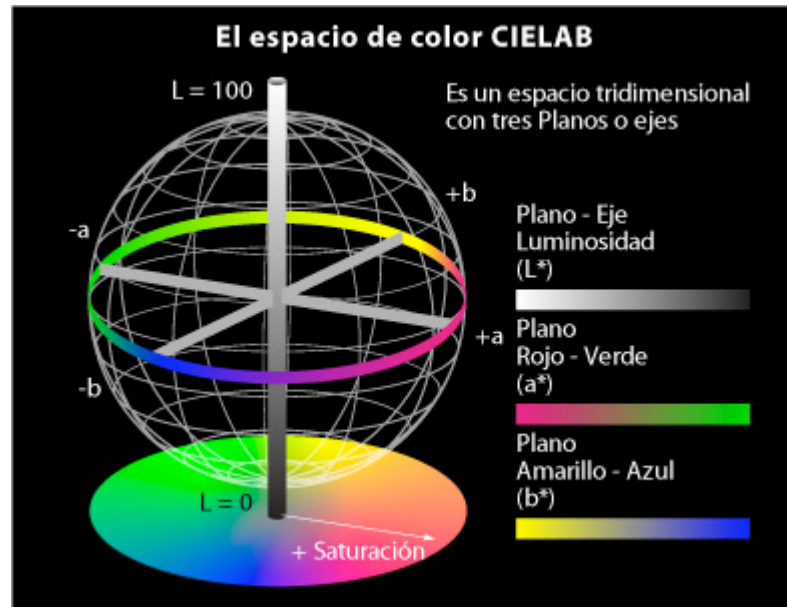 El espacio de color CIELAB
L = 100
Es un espacio tridimensional
con tres Planos o ejes
+b
-a
Plano - Eje
Luminosidad
(L*)
Plano
Rojo - Verde
(a*)
+a
-b
Plano
Amarillo - Azul
(b*)
L = 0
+ Saturación